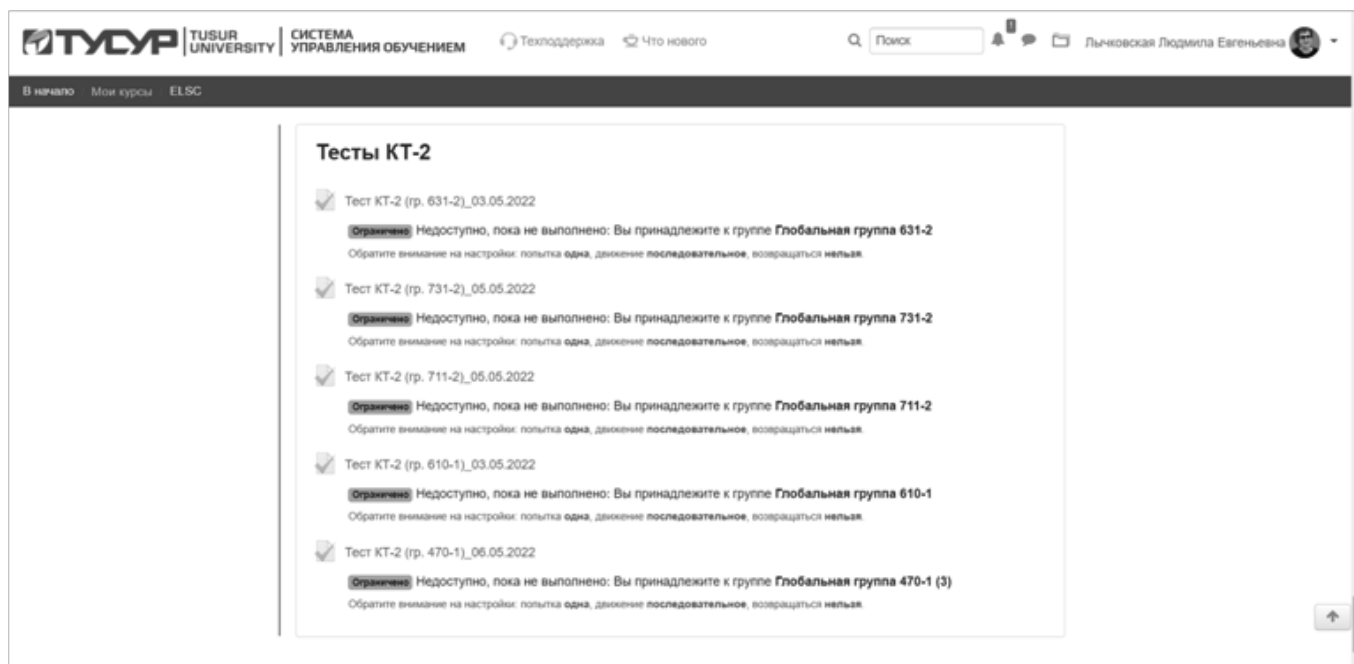 ТУСУР TUSUR UNIVERSITY СИСТЕМА УПРАВЛЕНИЯ ОБУЧЕНИЕМ Техподдержка Что нового Поиск 1 Лычковская Людмила Евгеньевна
В начало Мои курсы ELSC
Тесты КТ-2
Тест КТ-2 (гр. 631-2)_03.05.2022
Ограничено Недоступно, пока не выполнено: Вы принадлежите к группе Глобальная группа 631-2
Обратите внимание на настройки: попытка одна, движение последовательное, возвращаться нельзя.
Тест КТ-2 (гр. 731-2)_05.05.2022
Ограничено Недоступно, пока не выполнено: Вы принадлежите к группе Глобальная группа 731-2
Обратите внимание на настройки: попытка одна, движение последовательное, возвращаться нельзя.
Тест КТ-2 (гр. 711-2)_05.05.2022
Ограничено Недоступно, пока не выполнено: Вы принадлежите к группе Глобальная группа 711-2
Обратите внимание на настройки: попытка одна, движение последовательное, возвращаться нельзя.
Тест КТ-2 (гр. 610-1)_03.05.2022
Ограничено Недоступно, пока не выполнено: Вы принадлежите к группе Глобальная группа 610-1
Обратите внимание на настройки: попытка одна, движение последовательное, возвращаться нельзя.
Тест КТ-2 (гр. 470-1)_06.05.2022
Ограничено Недоступно, пока не выполнено: Вы принадлежите к группе Глобальная группа 470-1 (3)
Обратите внимание на настройки: попытка одна, движение последовательное, возвращаться нельзя.